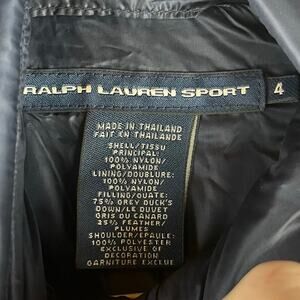 RALPH LAUREN SPORT 4
MADE IN THAILAND
FAIT EN THAILANDE
SHELL/TISSU
PRINCIPAL:
100% NYLON/
POLYAMIDE
LINING/DOUBLURE:
100% NYLON/
POLYAMIDE
FILLING/OUATE:
75% GREY DUCK'S
DOWN/LE DUVET
GRIS DU CANARD
25% FEATHER/
PLUMES
SHOULDER/EPAULE:
100% POLYESTER
EXCLUSIVE OF
DECORATION
GARNITURE EXCLUE